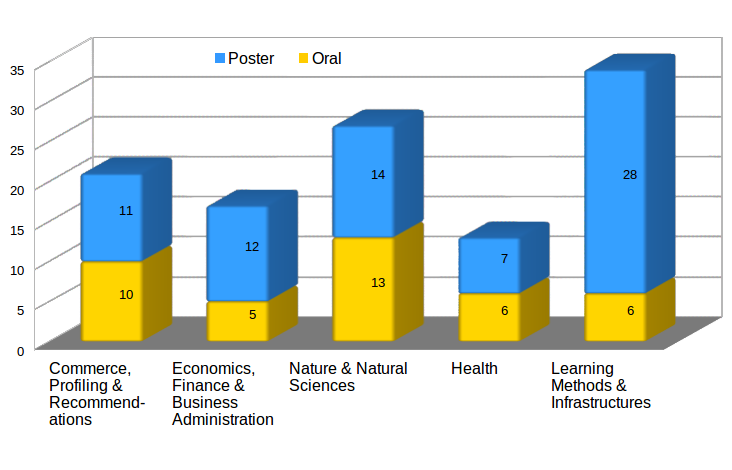 Poster Oral
35
30
25
20
15
10
5
0
11
12
14
7
28
10
5
13
6
6
Commerce,
Profiling &
Recommend-
ations
Economics,
Finance &
Business
Administration
Nature & Natural
Sciences
Health
Learning
Methods &
Infrastructures